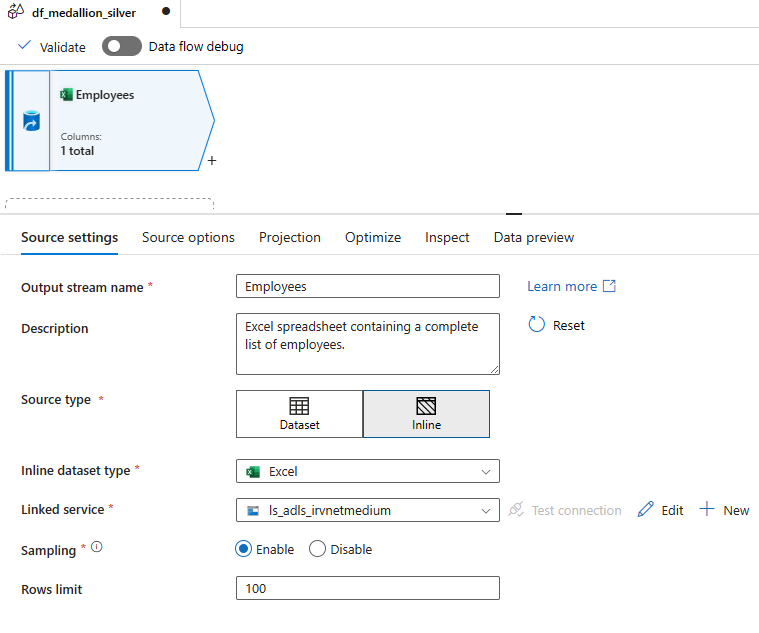 df_medallion_silver
Validate
Data flow debug
Employees
Columns:
1 total
+
Source settings
Source options
Projection
Optimize
Inspect
Data preview
Output stream name *
Employees
Learn more
Description
Excel spreadsheet containing a complete
list of employees.
Reset
Source type *
Dataset
Inline
Inline dataset type *
Excel
Linked service *
ls_adls_irvnetmedium
Test connection
Edit
New
Sampling *
Enable
Disable
Rows limit
100